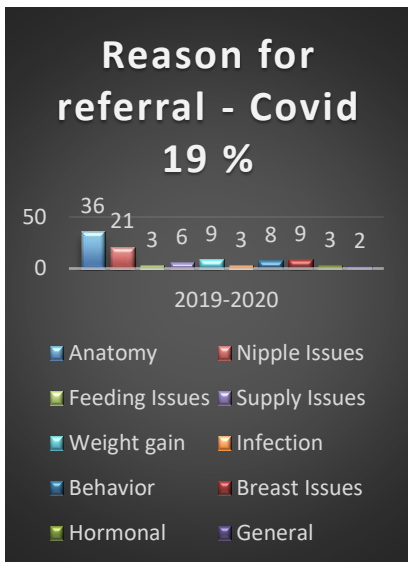 Reason for
referral - Covid
19 %
50
36
21
3
6
9
3
8
9
3
2
0
2019-2020
Anatomy
Nipple Issues
Feeding Issues
Supply Issues
Weight gain
Infection
Behavior
Breast Issues
Hormonal
General